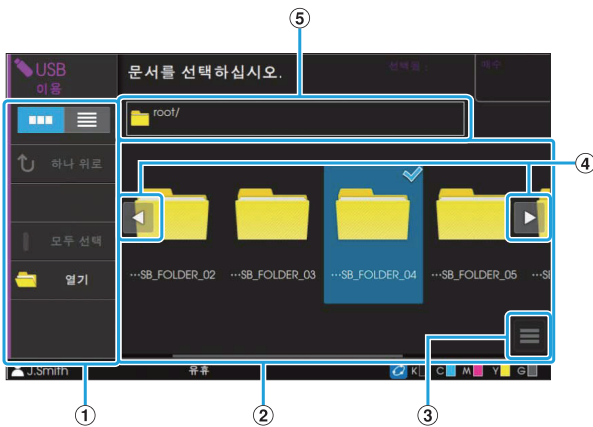 ⑤
USB
이용
문서를 선택하십시오.
선택됨 :
매수
root/
하나 위로
④
모두 선택
열기
···SB_FOLDER_02
···SB_FOLDER_03
···SB_FOLDER_04
···SB_FOLDER_05
···SB
J.Smith
유휴
K
C
M
Y
G
①
②
③